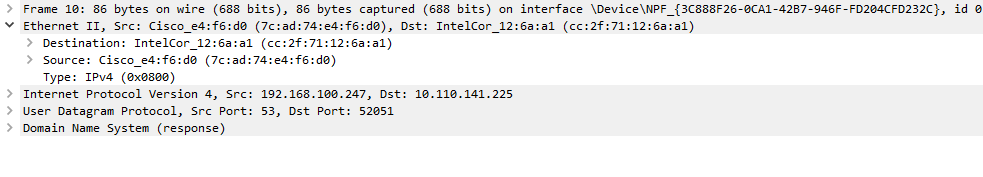 Frame 10: 86 bytes on wire (688 bits), 86 bytes captured (688 bits) on interface \Device\NPF_{3C888F26-0CA1-42B7-946F-FD204CFD232C}, id 0
Ethernet II, Src: Cisco_e4:f6:d0 (7c:ad:74:e4:f6:d0), Dst: IntelCor_12:6a:a1 (cc:2f:71:12:6a:a1)
Destination: IntelCor_12:6a:a1 (cc:2f:71:12:6a:a1)
Source: Cisco_e4:f6:d0 (7c:ad:74:e4:f6:d0)
Type: IPv4 (0x0800)
Internet Protocol Version 4, Src: 192.168.100.247, Dst: 10.110.141.225
User Datagram Protocol, Src Port: 53, Dst Port: 52051
Domain Name System (response)